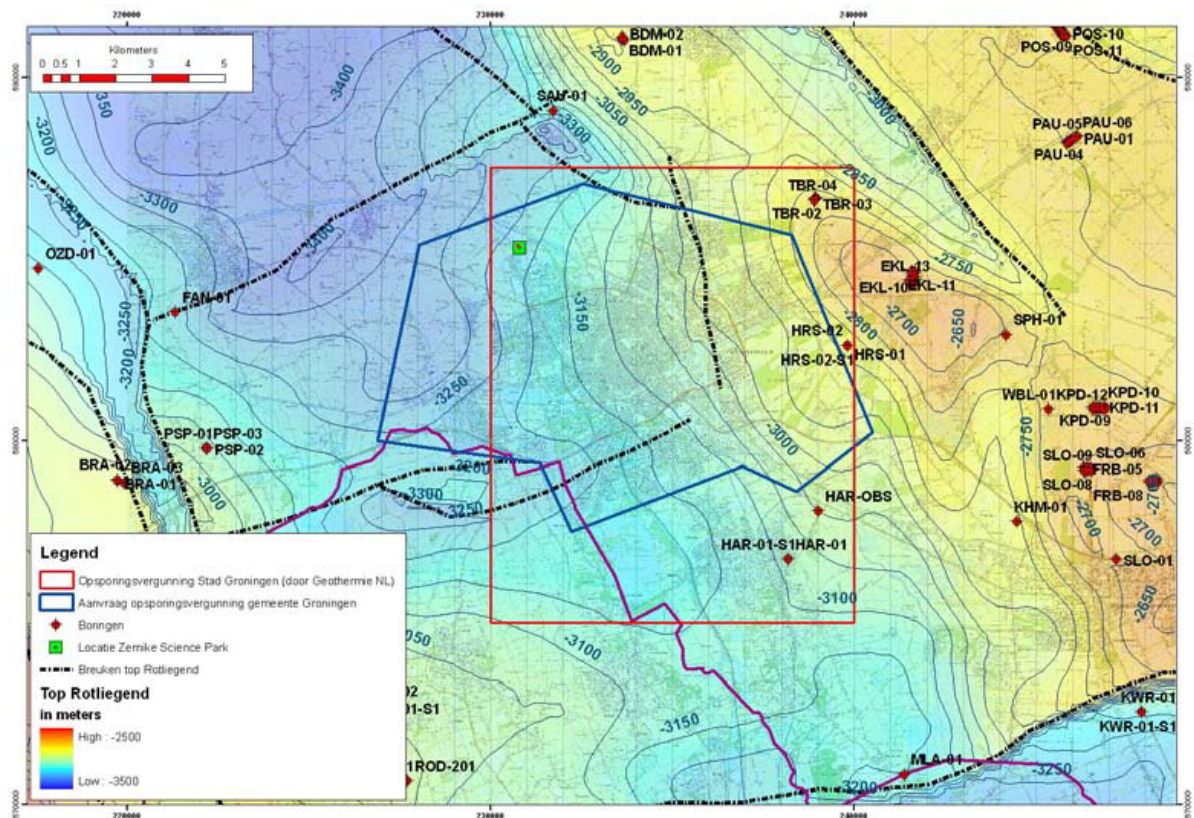 220000
230000
240000
Kilometers
0 0.5 1 2 3 4 5
580000
BDM-02
BDM-01
-2900
-2950
-3050
-3300
-3400
-3200
SAU-01
POS-10
POS-09
POS-11
-3000
PAU-05
PAU-06
PAU-01
PAU-04
-2850
TBR-04
TBR-03
TBR-02
-3300
-3400
-2750
OZD-01
FAN-01
-3250
-3200
-3150
EKL-13
EKL-10
EKL-11
-2700
-2650
-2800
SPH-01
HRS-02
HRS-01
HRS-02-S1
-3250
WBL-01
KPD-12
KPD-10
KPD-11
KPD-09
-2750
PSP-01
PSP-03
PSP-02
-3000
BRA-02
BRA-03
BRA-01
-3000
SLO-09
SLO-06
FRB-05
SLO-08
FRB-08
-3300
-3250
HAR-OBS
KHM-01
-2700
-2700
HAR-01-S1
HAR-01
SLO-01
-3100
-2650
Legend
Opsporingsvergunning Stad Groningen (door Geothermie NL)
Aanvraag opsporingsvergunning gemeente Groningen
Boringen
Locatie Zernike Science Park
Breuken top Rotliegend
Top Rotliegend
in meters
High : -2500
Low : -3500
-3100
-3150
ROD-201
MLA-01
-3200
-3250
KWR-01
KWR-01-S1
220000
230000
240000